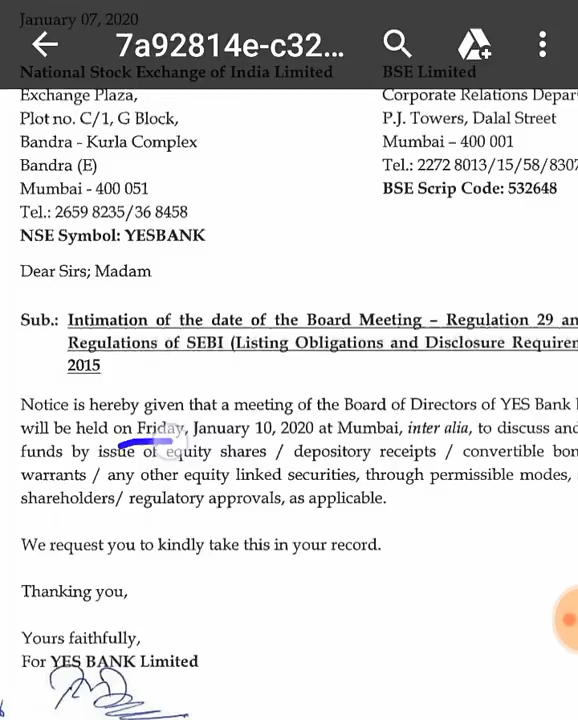 January 07, 2020
7a92814e-c32...
National Stock Exchange of India Limited
BSE Limited
Exchange Plaza,
Corporate Relations Depar
Plot no. C/1, G Block,
P.J. Towers, Dalal Street
Bandra - Kurla Complex
Mumbai – 400 001
Bandra (E)
Tel.: 2272 8013/15/58/8307
Mumbai - 400 051
BSE Scrip Code: 532648
Tel.: 2659 8235/36 8458
NSE Symbol: YESBANK
Dear Sirs; Madam
Sub.: Intimation of the date of the Board Meeting – Regulation 29 an
Regulations of SEBI (Listing Obligations and Disclosure Requirem
2015
Notice is hereby given that a meeting of the Board of Directors of YES Bank
will be held on Friday, January 10, 2020 at Mumbai, inter alia, to discuss and
funds by issue of equity shares / depository receipts / convertible bon
warrants / any other equity linked securities, through permissible modes,
shareholders/ regulatory approvals, as applicable.
We request you to kindly take this in your record.
Thanking you,
Yours faithfully,
For YES BANK Limited